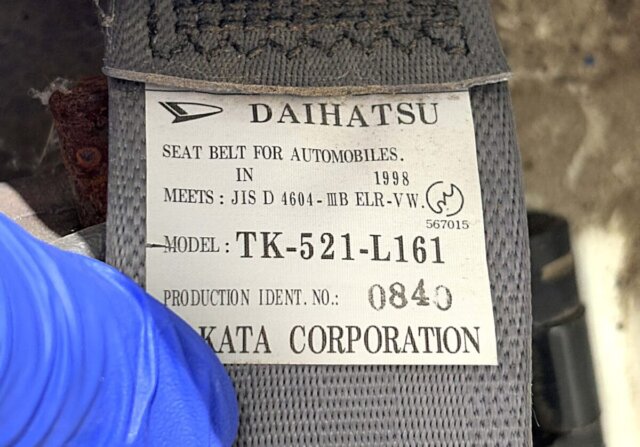 DAIHATSU
SEAT BELT FOR AUTOMOBILES.
IN 1998
MEETS : JIS D 4604-ⅢB ELR-VW.
567015
MODEL : TK-521-L161
PRODUCTION IDENT. NO.: 0840
KATA CORPORATION